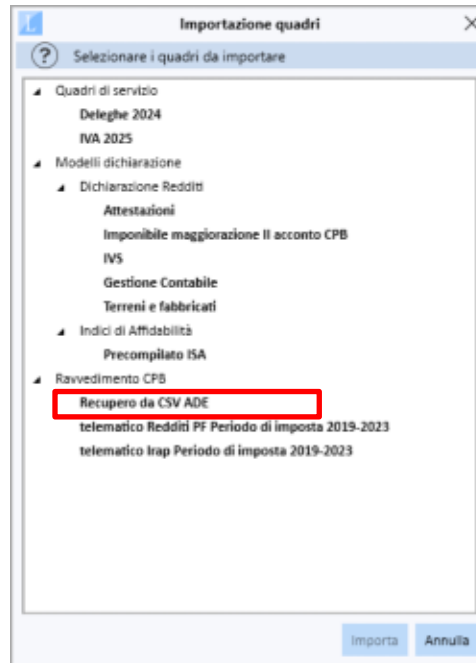 Importazione quadri
Selezionare i quadri da importare
Quadri di servizio
Deleghe 2024
IVA 2025
Modelli dichiarazione
Dichiarazione Redditi
Attestazioni
Imponibile maggiorazione II acconto CPB
IVS
Gestione Contabile
Terreni e fabbricati
Indici di Affidabilità
Precompilato ISA
Ravvedimento CPB
Recupero da CSV ADE
telematico Redditi PF Periodo di imposta 2019-2023
telematico Irap Periodo di imposta 2019-2023
Importa Annulla